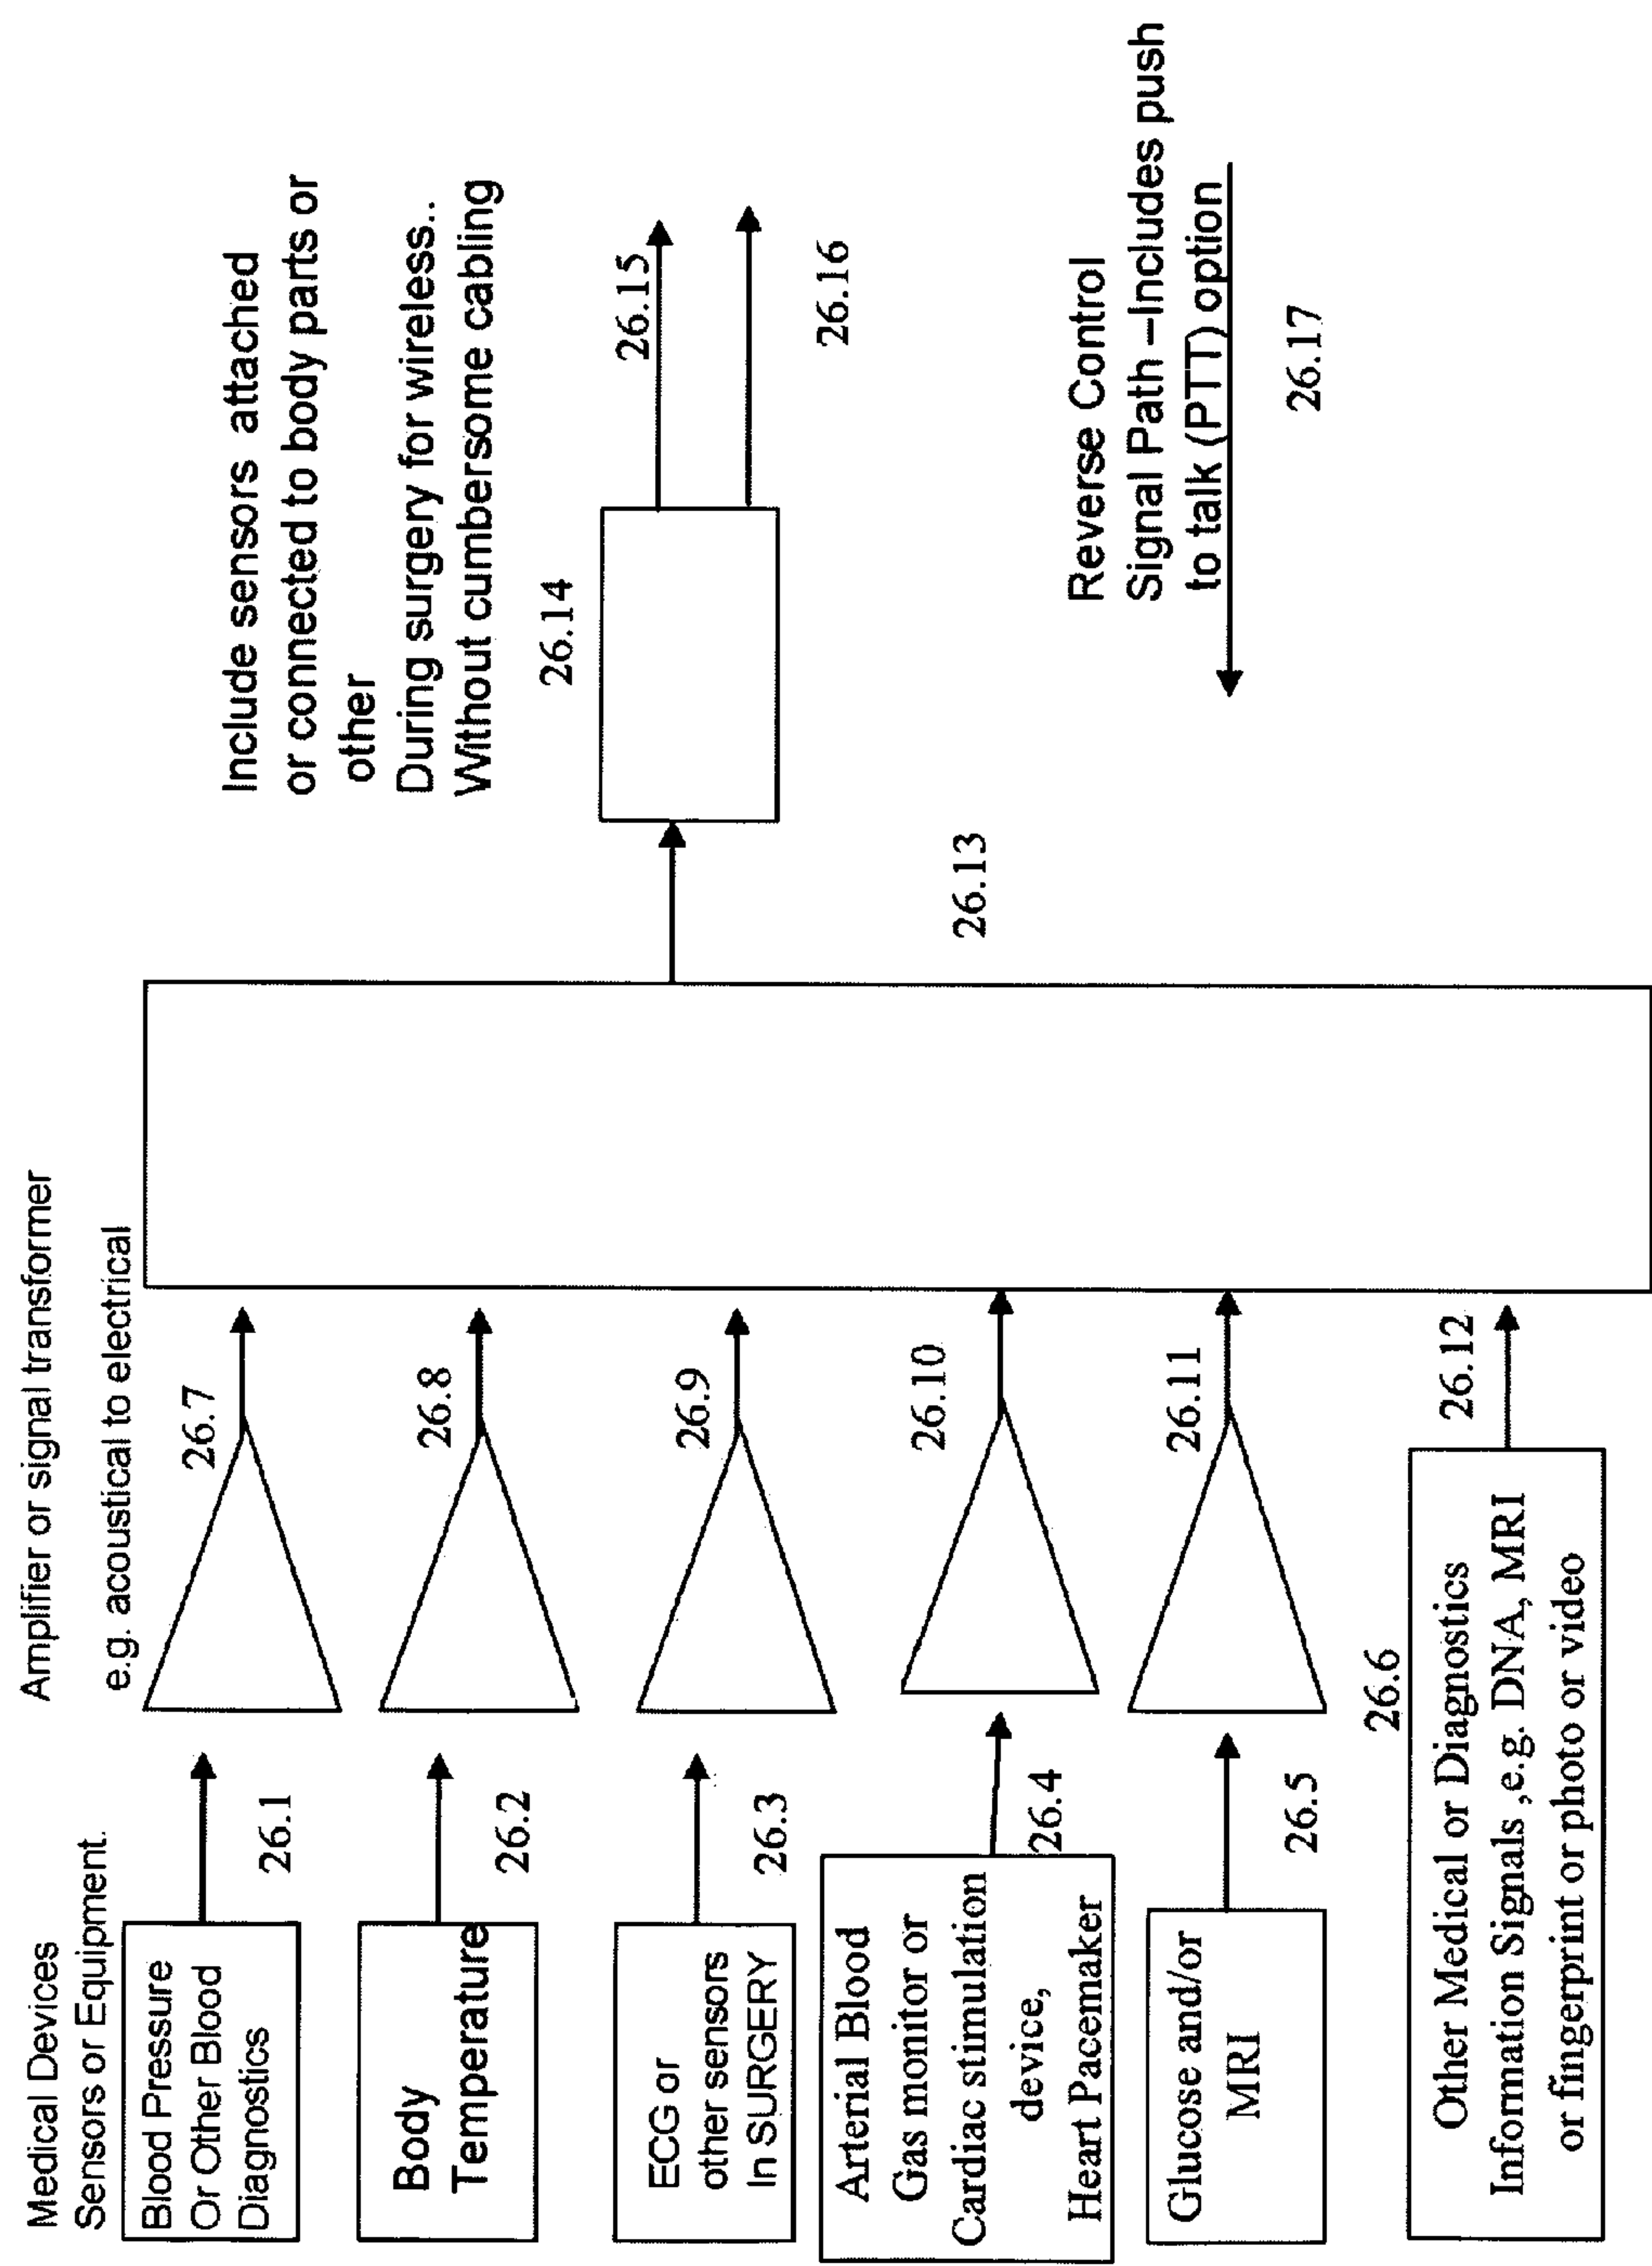 Medical Devices
Sensors or Equipment.
Amplifier or signal transformer
e.g. acoustical to electrical
Blood Pressure
Or Other Blood
Diagnostics
26.1
26.7
Body
Temperature
26.2
26.8
ECG or
other sensors
In SURGERY
26.3
26.9
Arterial Blood
Gas monitor or
Cardiac stimulation
device,
Heart Pacemaker
26.4
26.10
Glucose and/or
MRI
26.5
26.11
26.6
Other Medical or Diagnostics
Information Signals ,e.g. DNA, MRI
or fingerprint or photo or video
26.12
26.13
Include sensors attached
or connected to body parts or
other
During surgery for wireless..
Without cumbersome cabling
26.14
26.15
26.16
Reverse Control
Signal Path –Includes push
to talk (PTT) option
26.17